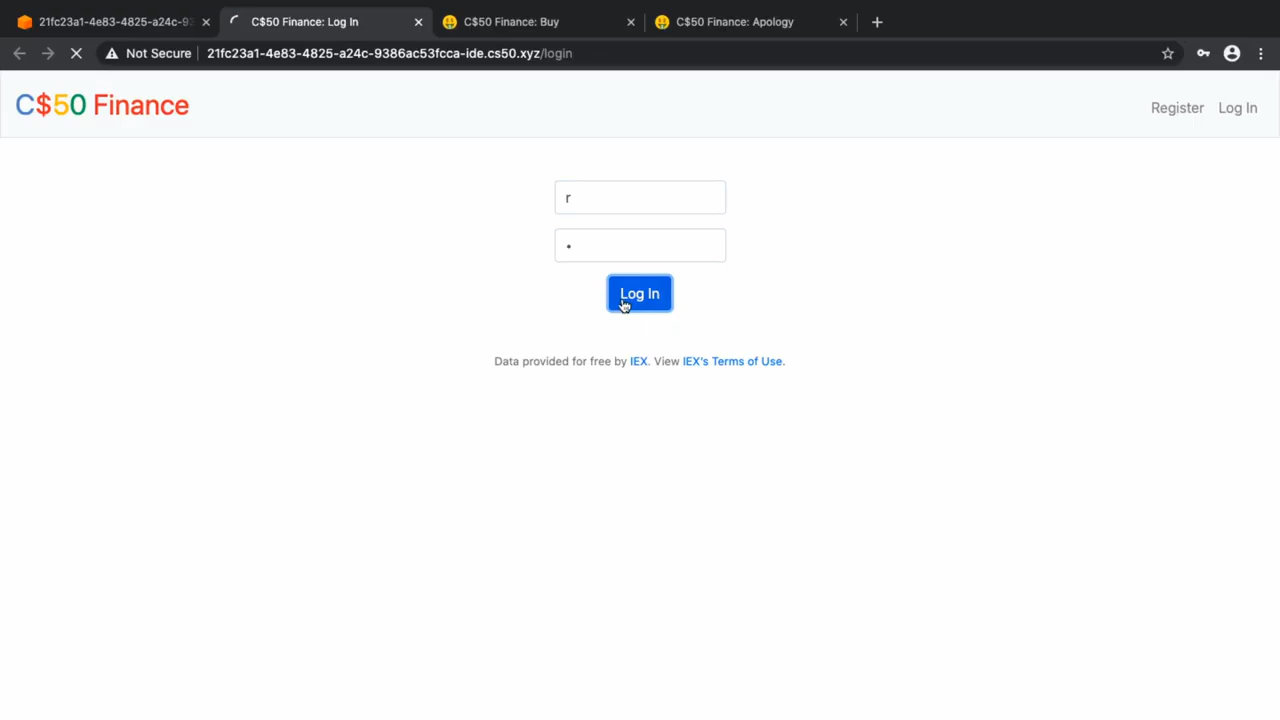 21fc23a1-4e83-4825-a24c-93
C$50 Finance: Log In
C$50 Finance: Buy
C$50 Finance: Apology
Not Secure
21fc23a1-4e83-4825-a24c-9386ac53fcca-ide.cs50.xyz/login
C$50 Finance
Register
Log In
r
•
Log In
Data provided for free by IEX. View IEX's Terms of Use.